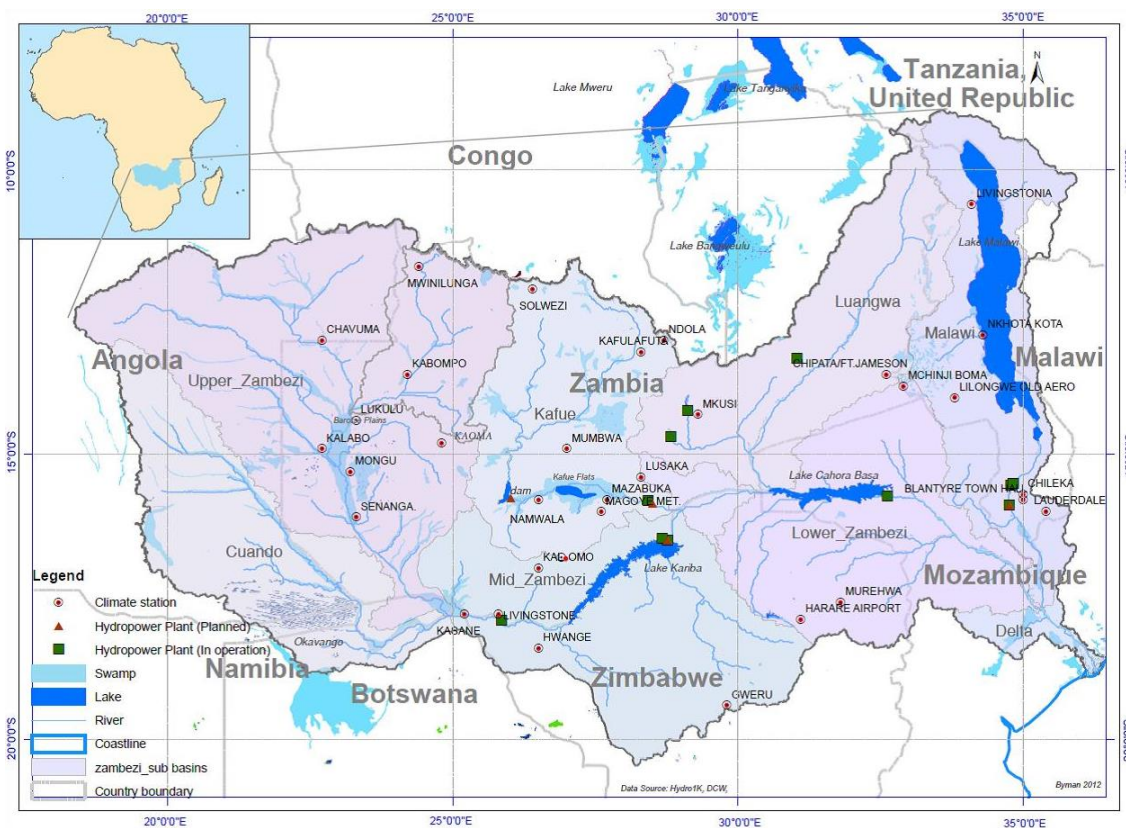 20°0'0"E
25°0'0"E
30°0'0"E
35°0'0"E
N
Tanzania,
United Republic
Lake Mweru
Lake Tanganyika
Congo
10°0'0"S
LIVINGSTONIA
Lake Malawi
Lake Bangweulu
MWINILUNGA
SOLWEZI
Luangwa
CHAVUMA
NDOLA
KAFULAFUTA
Malawi
NKHOTA KOTA
Angola
KABOMPO
Zambia
CHIPATA/FT.JAMESON
MCHINJI BOMA
Malawi
Upper_Zambezi
LILONGWE OLD AERO
LUKULU
Kafue
MKUSI
Barotse Plains
KALABO
KAOMA
MUMBWA
15°0'0"S
MONGU
LUSAKA
Lake Cahora Basa
Kafue Flats
dam
MAZABUKA
BLANTYRE TOWN HALL
CHILEKA
SENANGA.
NAMWALA
MAGOYE MET.
LAUDERDALE
Cuando
KALOMO
Lower_Zambezi
Lake Kariba
Mid_Zambezi
Mozambique
Legend
Climate station
MUREHWA
Hydropower Plant (Planned)
LIVINGSTONE
HARARE AIRPORT
KASANE
Delta
Okavango
Hydropower Plant (In operation)
HWANGE
Namibia
Swamp
Zimbabwe
Botswana
Lake
GWERU
River
20°0'0"S
Coastline
zambezi_sub basins
Country boundary
Data Source: Hydro1K, DCW,
Byman 2012
20°0'0"E
25°0'0"E
30°0'0"E
35°0'0"E